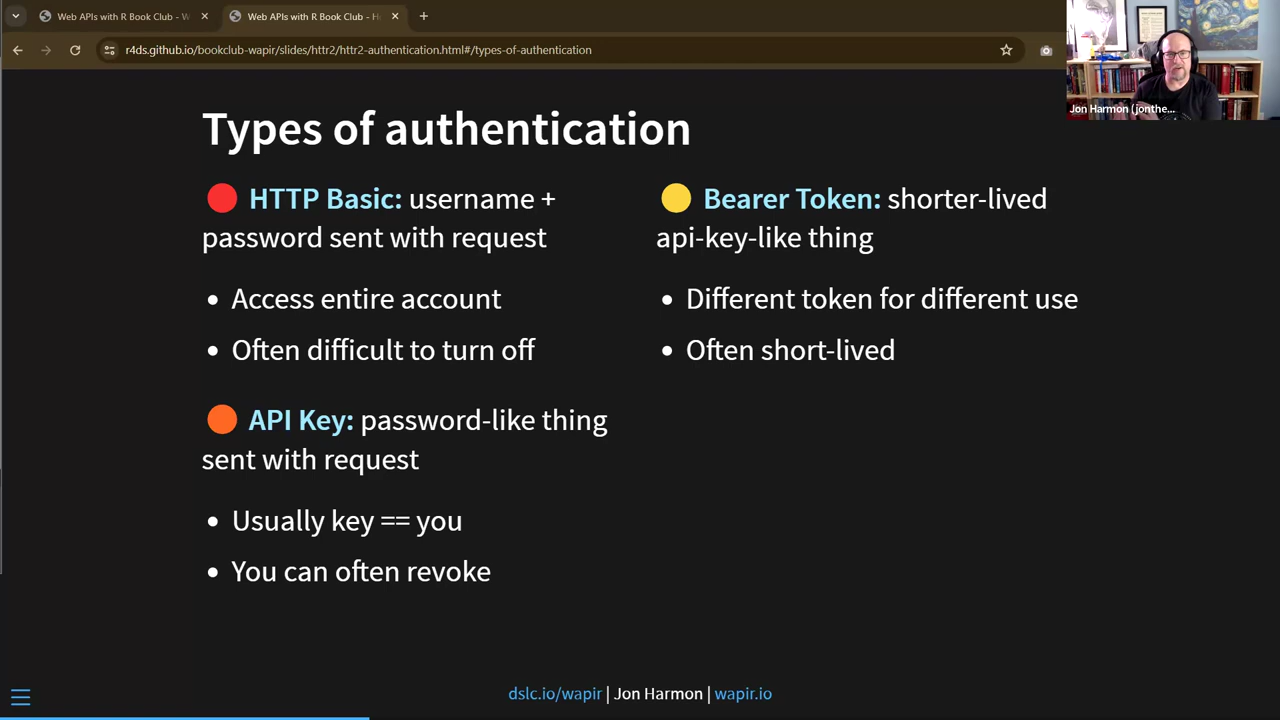 Web APIs with R Book Club - W
Web APIs with R Book Club - H
r4ds.github.io/bookclub-wapir/slides/httr2/httr2-authentication.html#/types-of-authentication
Jon Harmon (jonthe...
Types of authentication
HTTP Basic: username +
password sent with request
Access entire account
Often difficult to turn off
API Key: password-like thing
sent with request
Usually key == you
You can often revoke
Bearer Token: shorter-lived
api-key-like thing
Different token for different use
Often short-lived
dslc.io/wapir | Jon Harmon | wapir.io